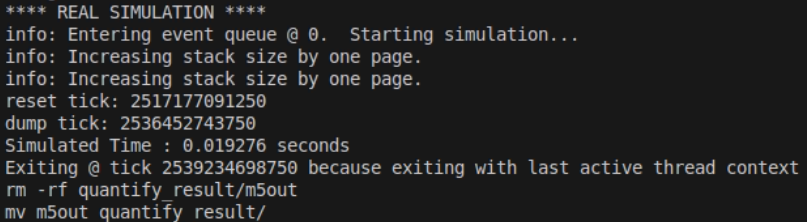 **** REAL SIMULATION ****
info: Entering event queue @ 0.  Starting simulation...
info: Increasing stack size by one page.
info: Increasing stack size by one page.
reset tick: 2517177091250
dump tick: 2536452743750
Simulated Time : 0.019276 seconds
Exiting @ tick 2539234698750 because exiting with last active thread context
rm -rf quantify_result/m5out
mv m5out quantify_result/